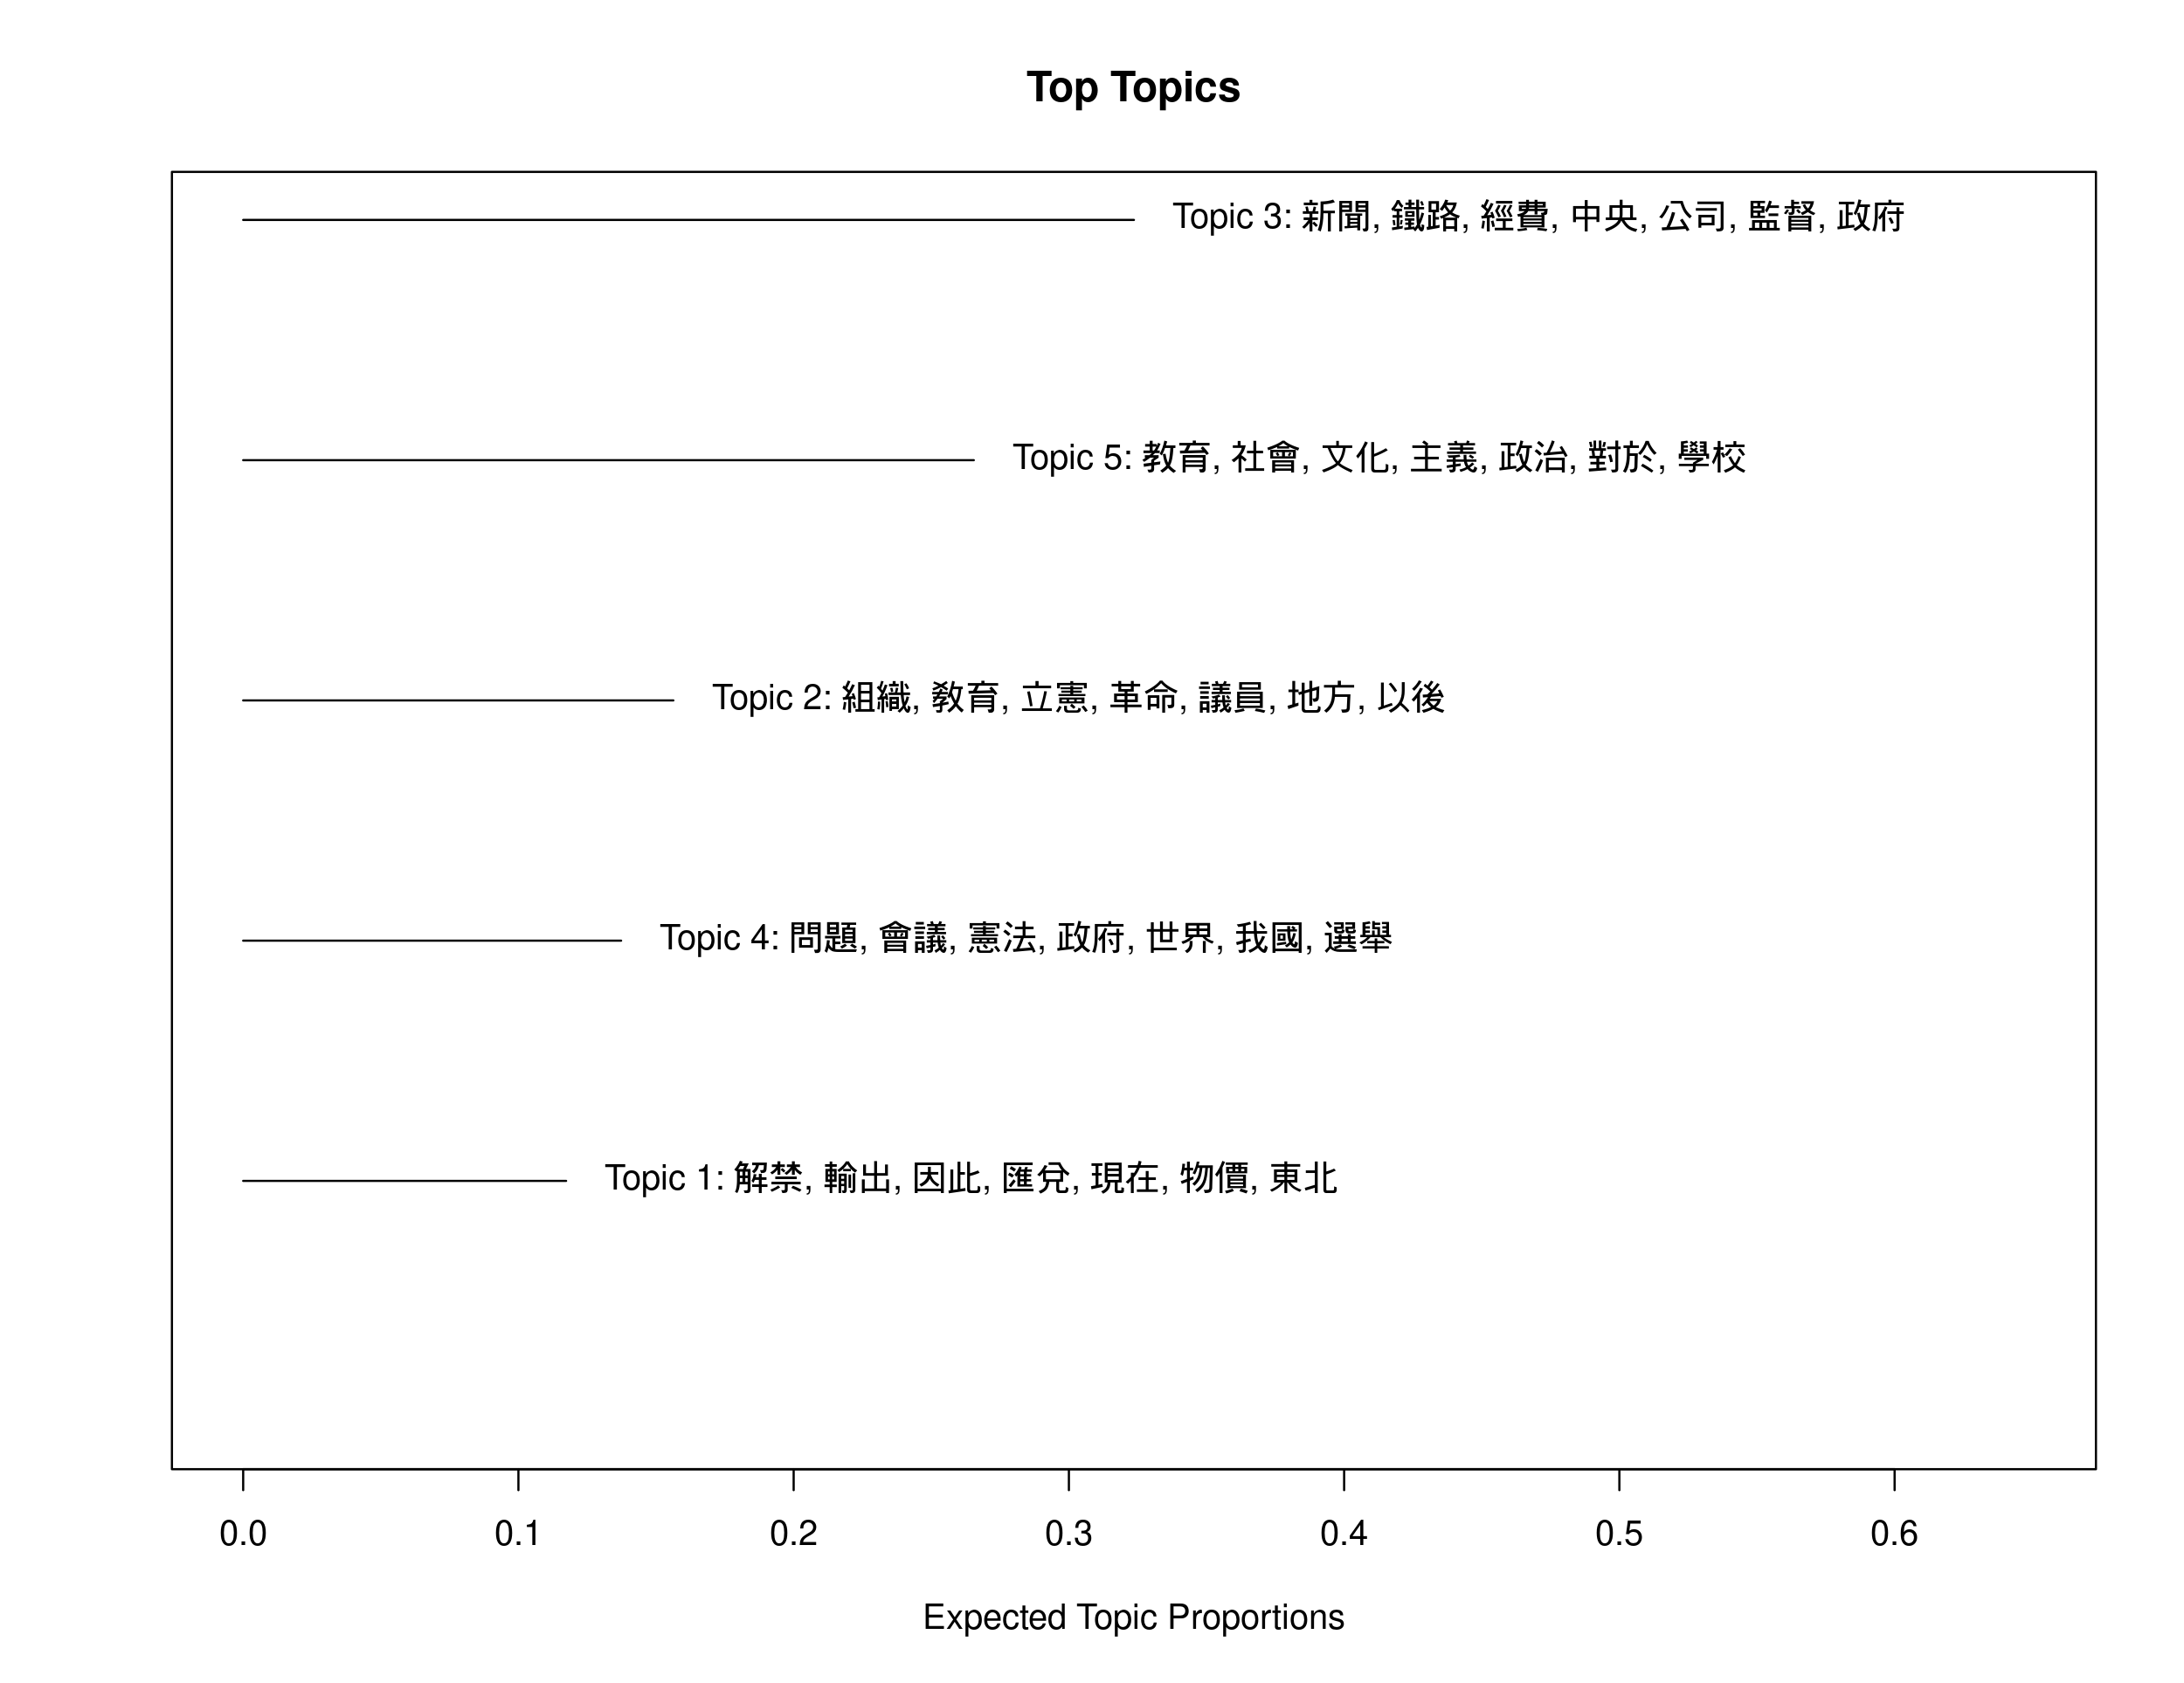 Top Topics
Topic 3: 新聞, 鐵路, 經費, 中央, 公司, 監督, 政府
Topic 5: 教育, 社會, 文化, 主義, 政治, 對於, 學校
Topic 2: 組織, 敎育, 立憲, 革命, 議員, 地方, 以後
Topic 4: 問題, 會議, 憲法, 政府, 世界, 我國, 選舉
Topic 1: 解禁, 輸出, 因此, 匯兌, 現在, 物價, 東北
0.0 0.1 0.2 0.3 0.4 0.5 0.6
Expected Topic Proportions